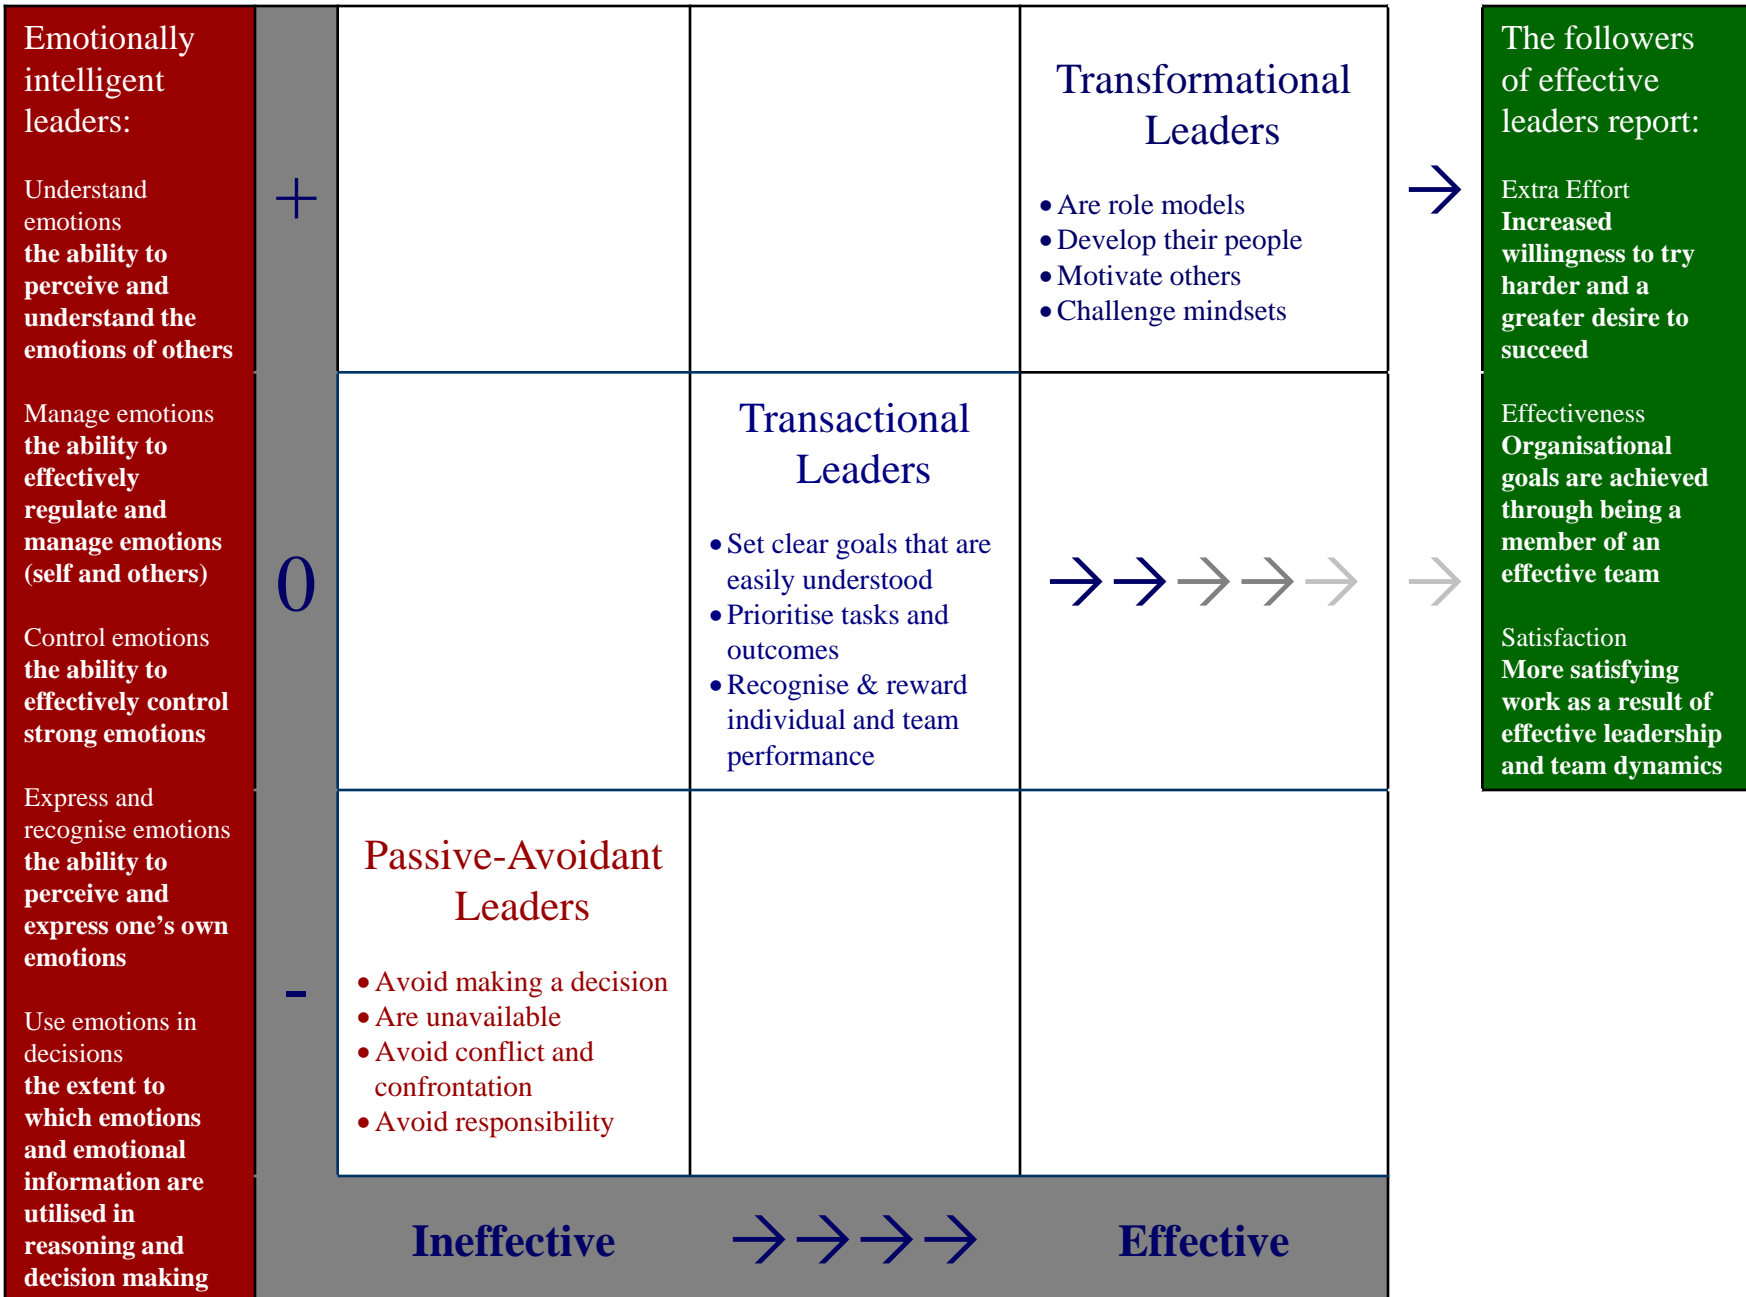 Emotionally
intelligent
leaders:
Understand
emotions
the ability to
perceive and
understand the
emotions of others
Manage emotions
the ability to
effectively
regulate and
manage emotions
(self and others)
Control emotions
the ability to
effectively control
strong emotions
Express and
recognise emotions
the ability to
perceive and
express one’s own
emotions
Use emotions in
decisions
the extent to
which emotions
and emotional
information are
utilised in
reasoning and
decision making
+
0
-
Transformational
Leaders
• Are role models
• Develop their people
• Motivate others
• Challenge mindsets
→
Transactional
Leaders
• Set clear goals that are
easily understood
• Prioritise tasks and
outcomes
• Recognise & reward
individual and team
performance
→→→→→ →
Passive-Avoidant
Leaders
• Avoid making a decision
• Are unavailable
• Avoid conflict and
confrontation
• Avoid responsibility
Ineffective →→→→ Effective
The followers
of effective
leaders report:
Extra Effort
Increased
willingness to try
harder and a
greater desire to
succeed
Effectiveness
Organisational
goals are achieved
through being a
member of an
effective team
Satisfaction
More satisfying
work as a result of
effective leadership
and team dynamics